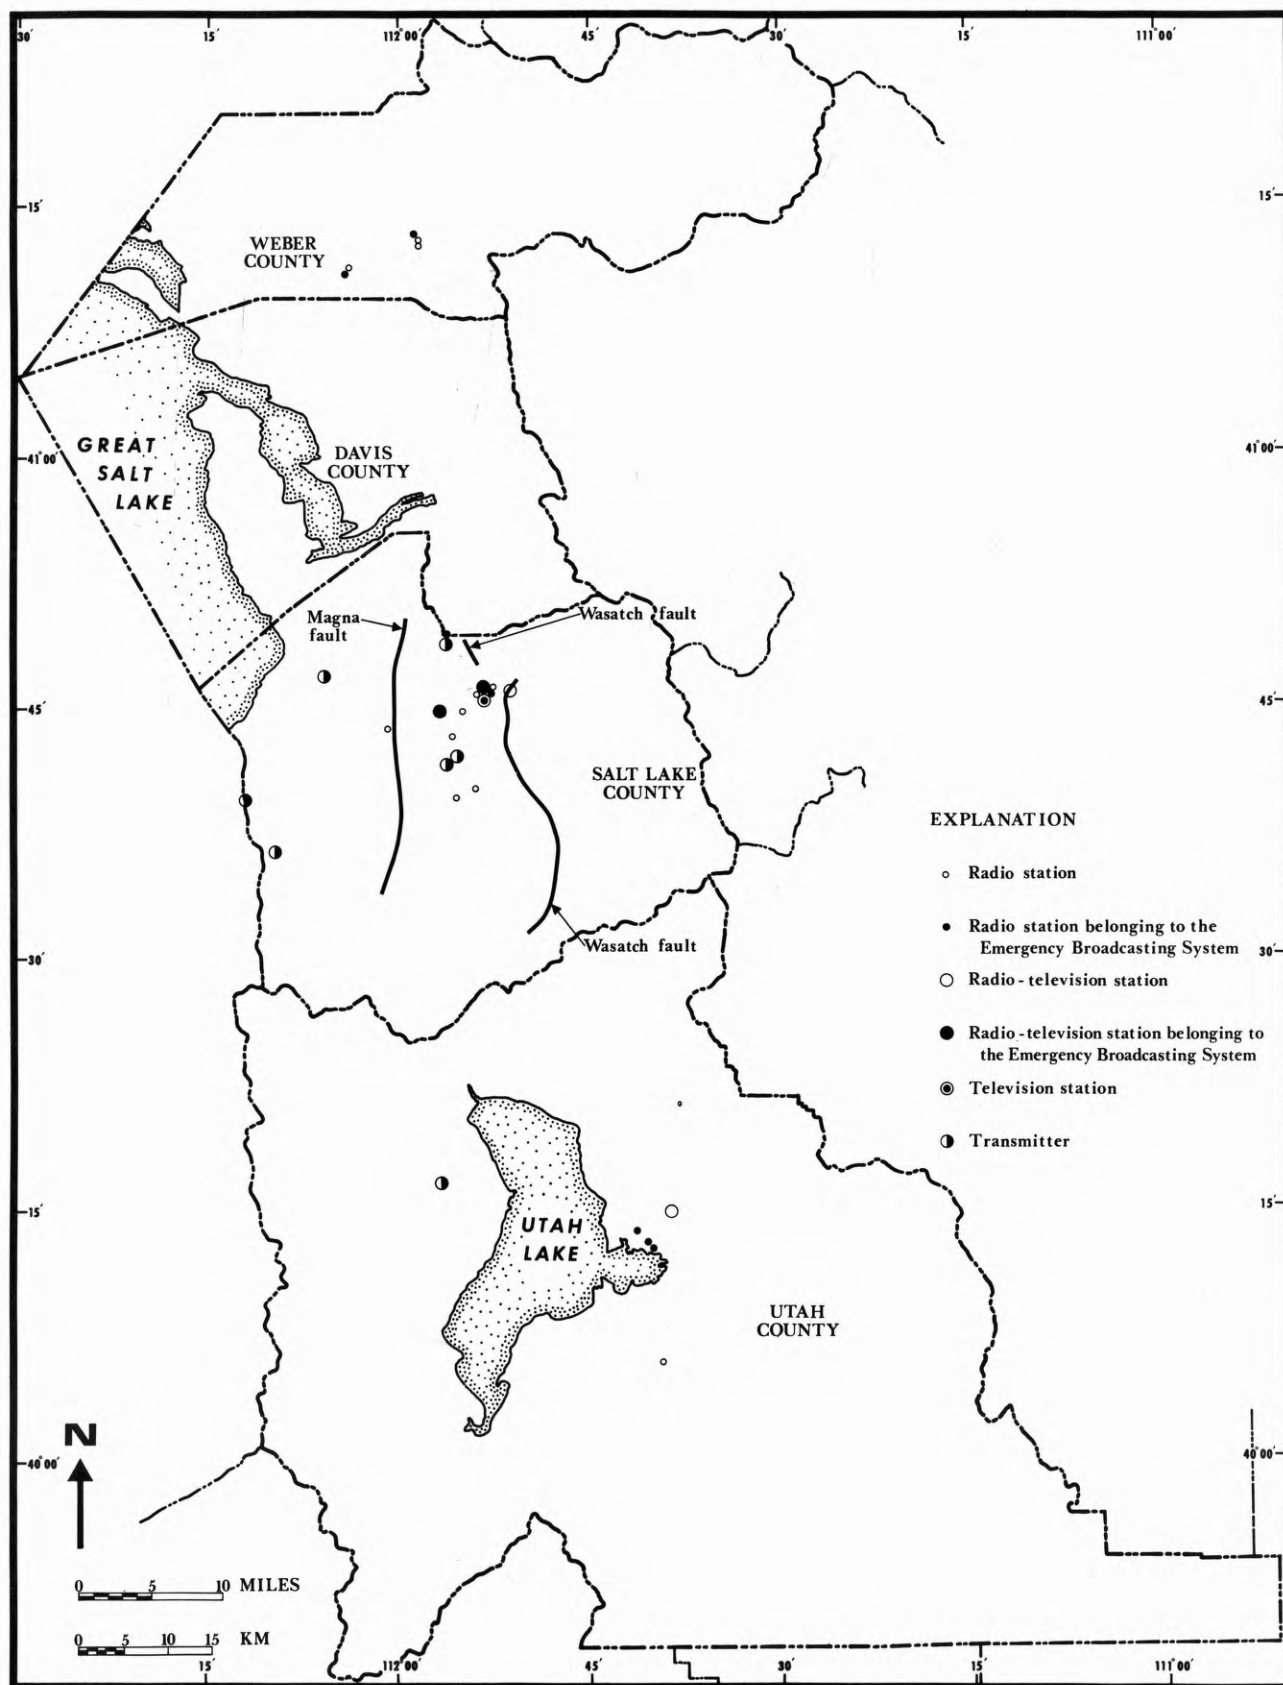 30' 15' 112°00' 45' 30' 15' 111°00'
15' 15'
WEBER
COUNTY
GREAT
SALT
LAKE
DAVIS
COUNTY
41°00' 41°00'
Magna
fault
Wasatch fault
45' 45'
SALT LAKE
COUNTY
Wasatch fault
30' 30'
EXPLANATION
Radio station
Radio station belonging to the
Emergency Broadcasting System
Radio-television station
Radio-television station belonging to
the Emergency Broadcasting System
Television station
Transmitter
15' 15'
UTAH
LAKE
UTAH
COUNTY
N
40°00' 40°00'
0 5 10 MILES
0 5 10 15 KM
15' 112°00' 45' 30' 15' 111°00'